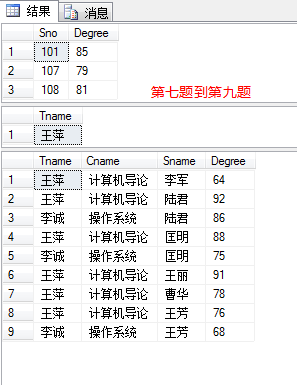 结果 消息
Sno Degree
1 101 85
2 107 79
3 108 81
第七题到第九题
Tname
1 王萍
Tname Cname Sname Degree
1 王萍 计算机导论 李军 64
2 王萍 计算机导论 陆君 92
3 李诚 操作系统 陆君 86
4 王萍 计算机导论 匡明 88
5 李诚 操作系统 匡明 75
6 王萍 计算机导论 王丽 91
7 王萍 计算机导论 曹华 78
8 王萍 计算机导论 王芳 76
9 李诚 操作系统 王芳 68